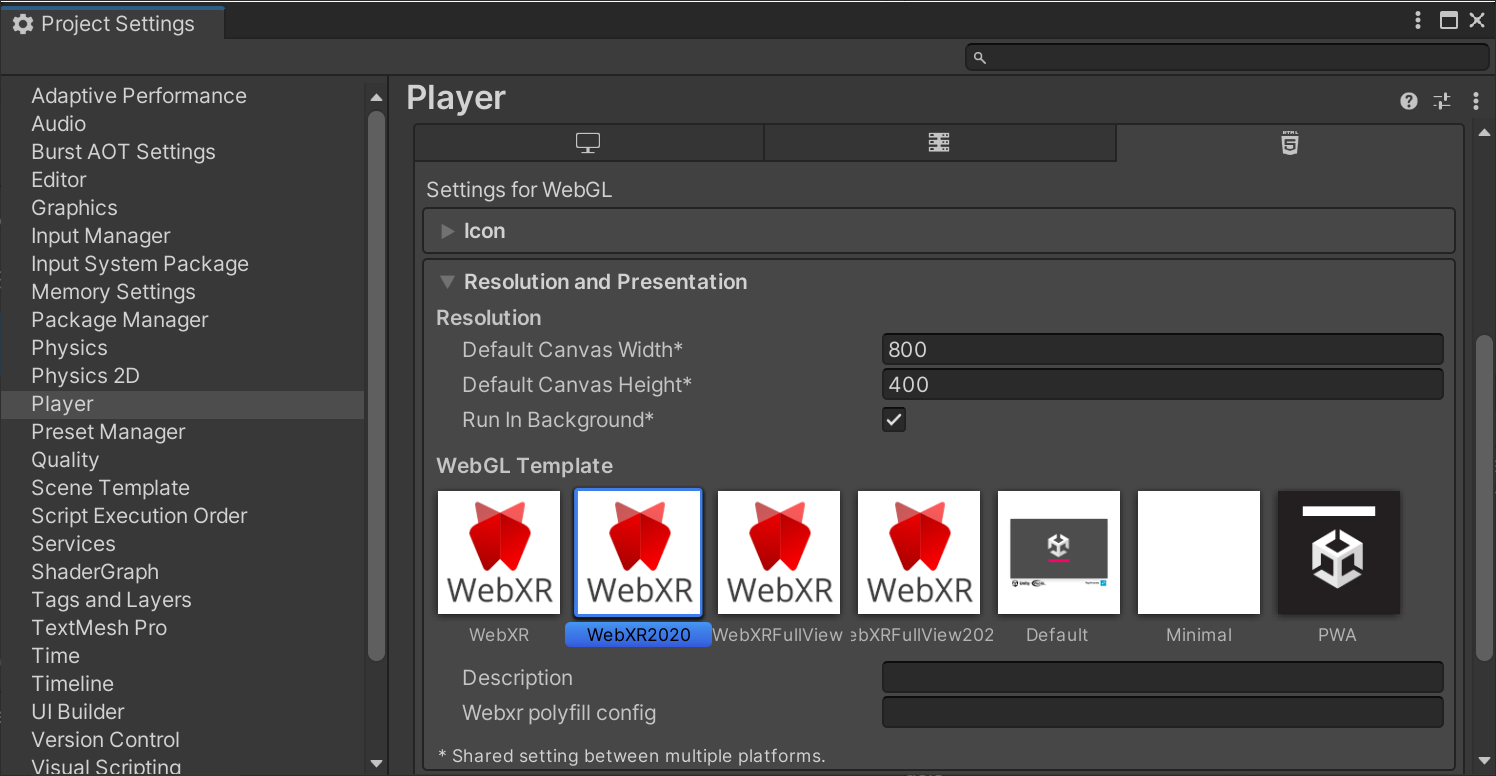 Project Settings
Adaptive Performance
Audio
Burst AOT Settings
Editor
Graphics
Input Manager
Input System Package
Memory Settings
Package Manager
Physics
Physics 2D
Player
Preset Manager
Quality
Scene Template
Script Execution Order
Services
ShaderGraph
Tags and Layers
TextMesh Pro
Time
Timeline
UI Builder
Version Control
Visual Scripting
Player
HTML
5
Settings for WebGL
Icon
Resolution and Presentation
Resolution
Default Canvas Width* 800
Default Canvas Height* 400
Run In Background*
WebGL Template
WebXR WebXR WebXR WebXR
WebXR WebXR2020 WebXRFullView ebXRFullView202 Default Minimal PWA
Description
Webxr polyfill config
* Shared setting between multiple platforms.